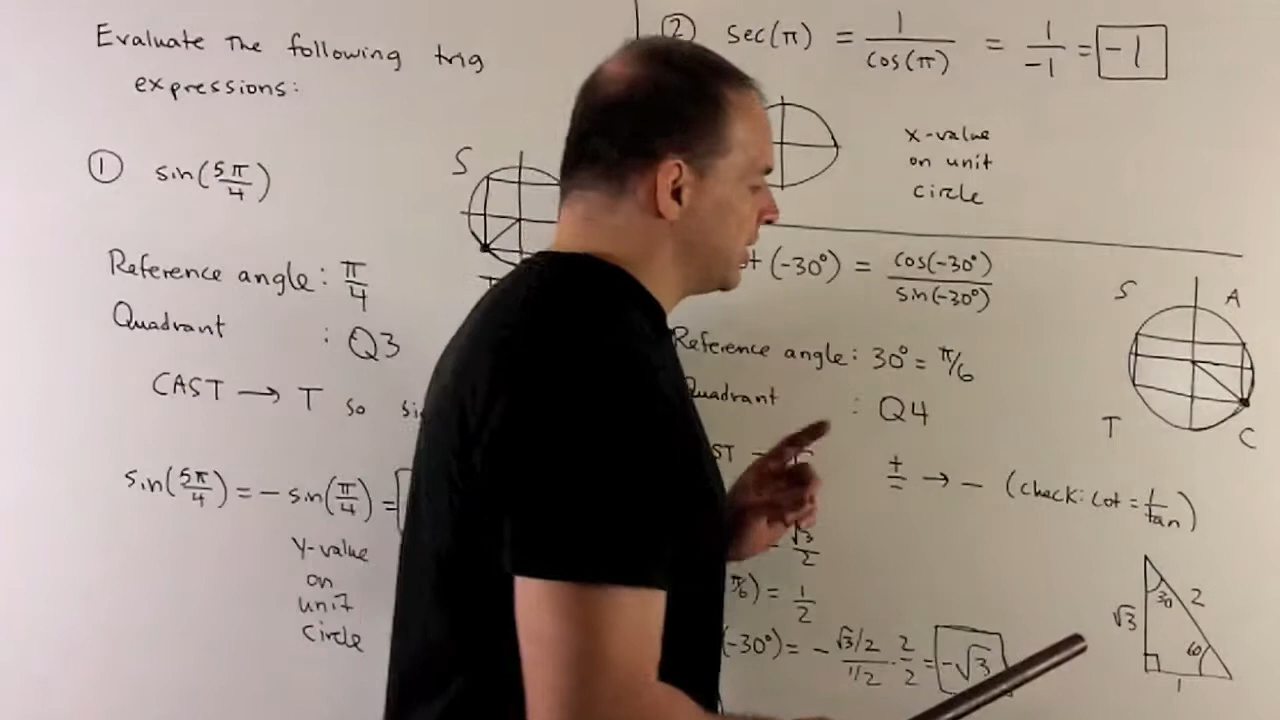 Evaluate the following trig
expressions:
① sin(5π/4)
S
Reference angle: π/4
Quadrant : Q3
CAST → T so
sin(5π/4) = - sin(π/4) =
y-value
on
unit
circle
② sec(π) = 1/cos(π) = 1/-1 = -1
x-value
on unit
circle
(-30°) = cos(-30°)/sin(-30°)
Reference angle: 30° = π/6
Quadrant : Q4
+/- → - (check: cot = 1/tan)
√3/2
π/6) = 1/2
(-30°) = - √3/2 / 1/2 · 2/2 = -√3
S A
T C
30 2
√3
60
1